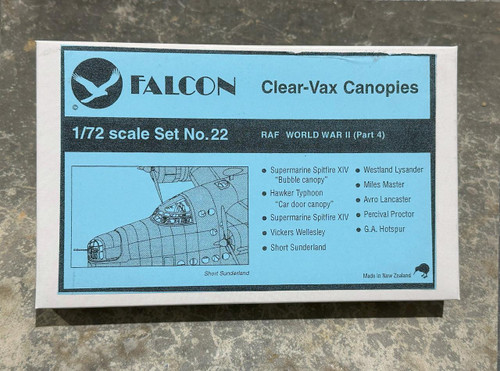 FALCON
Clear-Vax Canopies
©
1/72 scale Set No.22
RAF WORLD WAR II (Part 4)
• Supermarine Spitfire XIV
"Bubble canopy"
• Hawker Typhoon
"Car door canopy"
• Supermarine Spitfire XIV
• Vickers Wellesley
• Short Sunderland
• Westland Lysander
• Miles Master
• Avro Lancaster
• Percival Proctor
• G.A. Hotspur
Short Sunderland
Made in New Zealand